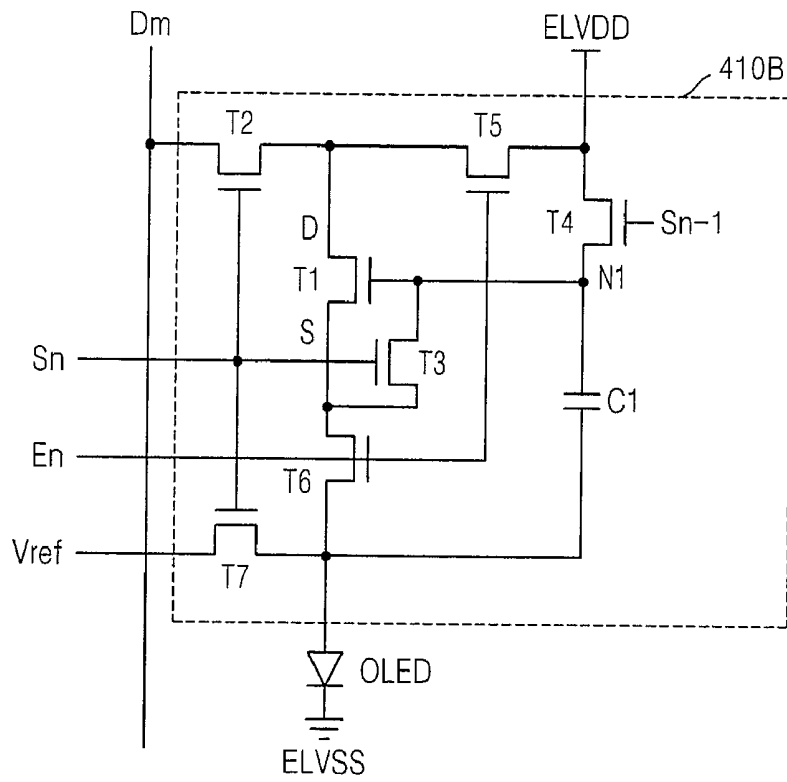 Dm
ELVDD
410B
T2
T5
T4
Sn-1
D
T1
N1
S
Sn
T3
C1
En
T6
Vref
T7
OLED
ELVSS